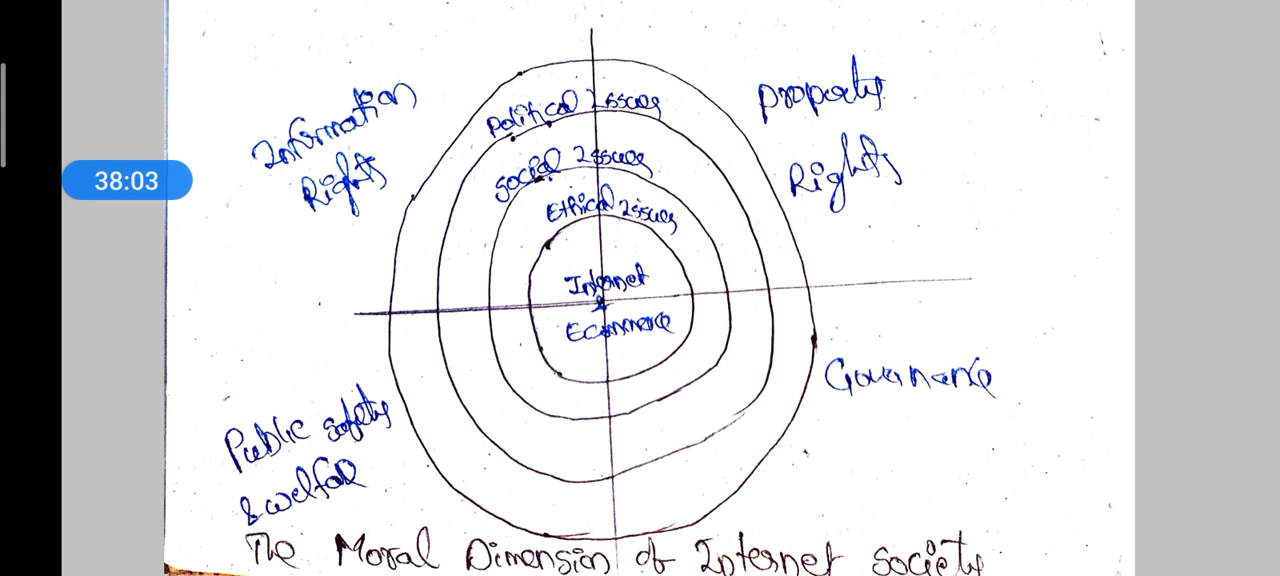 Information
Rights
Property
Rights
Political Issues
Social Issues
Ethical Issues
Internet
&
Ecommerce
38:03
Public safety
& welfare
Governance
The Moral Dimension of Internet society